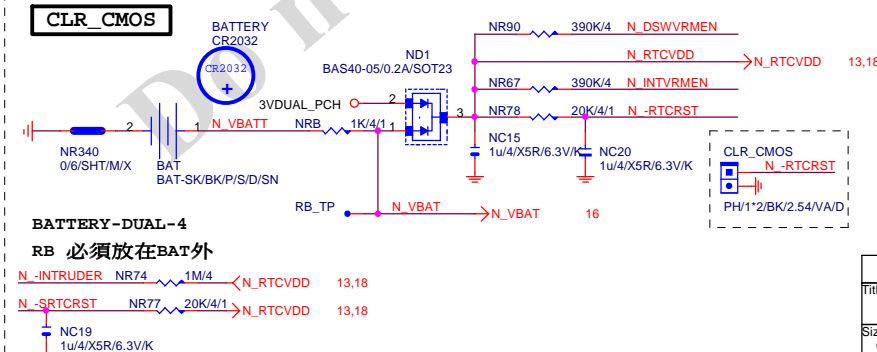 CLR_CMOS
BATTERY
CR2032
CR2032
+
NR90 390K/4 N_DSWVRMEN
ND1
BAS40-05/0.2A/SOT23
N_RTCVDD
N_RTCVDD 13,18
3VDUAL_PCH
2
3
NR67 390K/4 N_INTVRMEN
NR78 20K/4/1 N_-RTCRST
2
1
N_VBATT
NRB
1K/4/1
1
NR340
0/6/SHT/M/X
BAT
BAT-SK/BK/P/S/D/SN
NC15
1u/4/X5R/6.3V/K
NC20
1u/4/X5R/6.3V/K
CLR_CMOS
N_-RTCRST
PH/1*2/BK/2.54/VA/D
RB_TP
N_VBAT
N_VBAT 16
BATTERY-DUAL-4
RB 必須放在BAT外
N_-INTRUDER NR74 1M/4 N_RTCVDD 13,18
N_-SRTCRST NR77 20K/4/1 N_RTCVDD 13,18
NC19
1u/4/X5R/6.3V/K
Do n